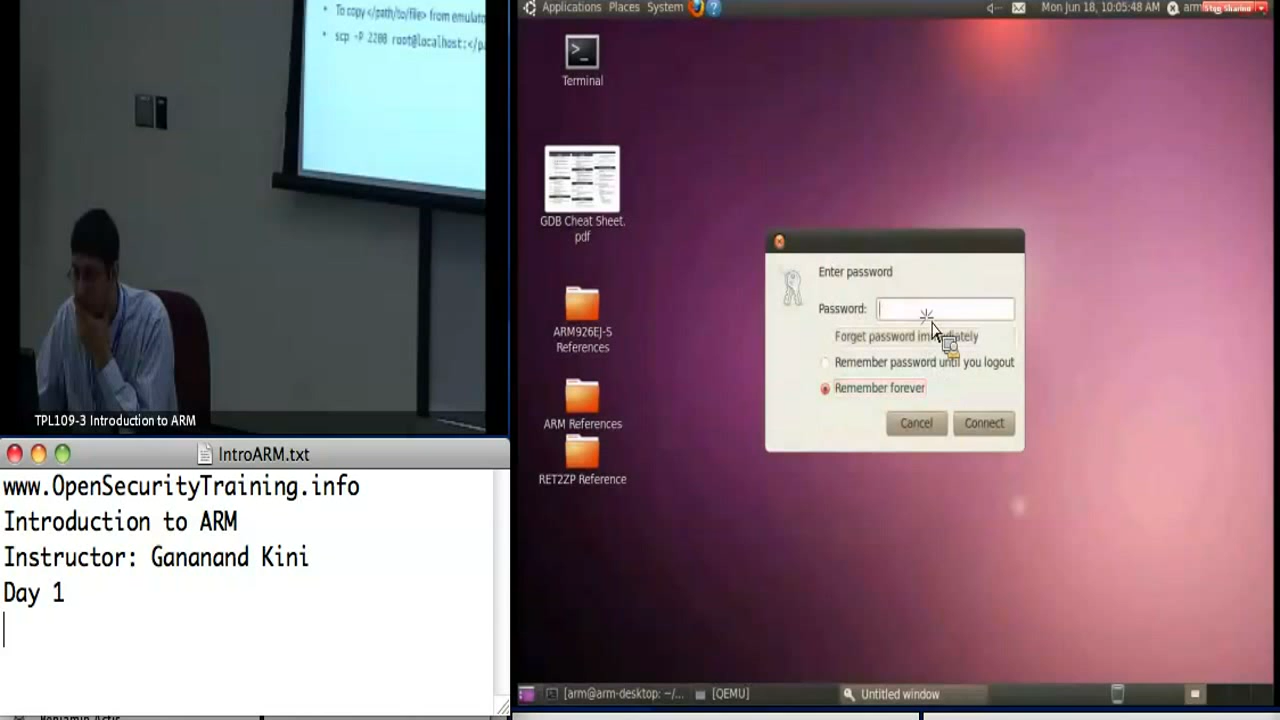 To copy </path/to/file> from emulato
scp -P 2200 root@localhost:</p
TPL109-3 Introduction to ARM
IntroARM.txt
www.OpenSecurityTraining.info
Introduction to ARM
Instructor: Gananand Kini
Day 1
Applications Places System
Mon Jun 18, 10:05:48 AM
arm
Stop Sharing
Terminal
GDB Cheat Sheet.
pdf
ARM926EJ-S
References
ARM References
RET2ZP Reference
Enter password
Password:
Forget password immediately
Remember password until you logout
Remember forever
Cancel Connect
[arm@arm-desktop: ~/... [QEMU] Untitled window